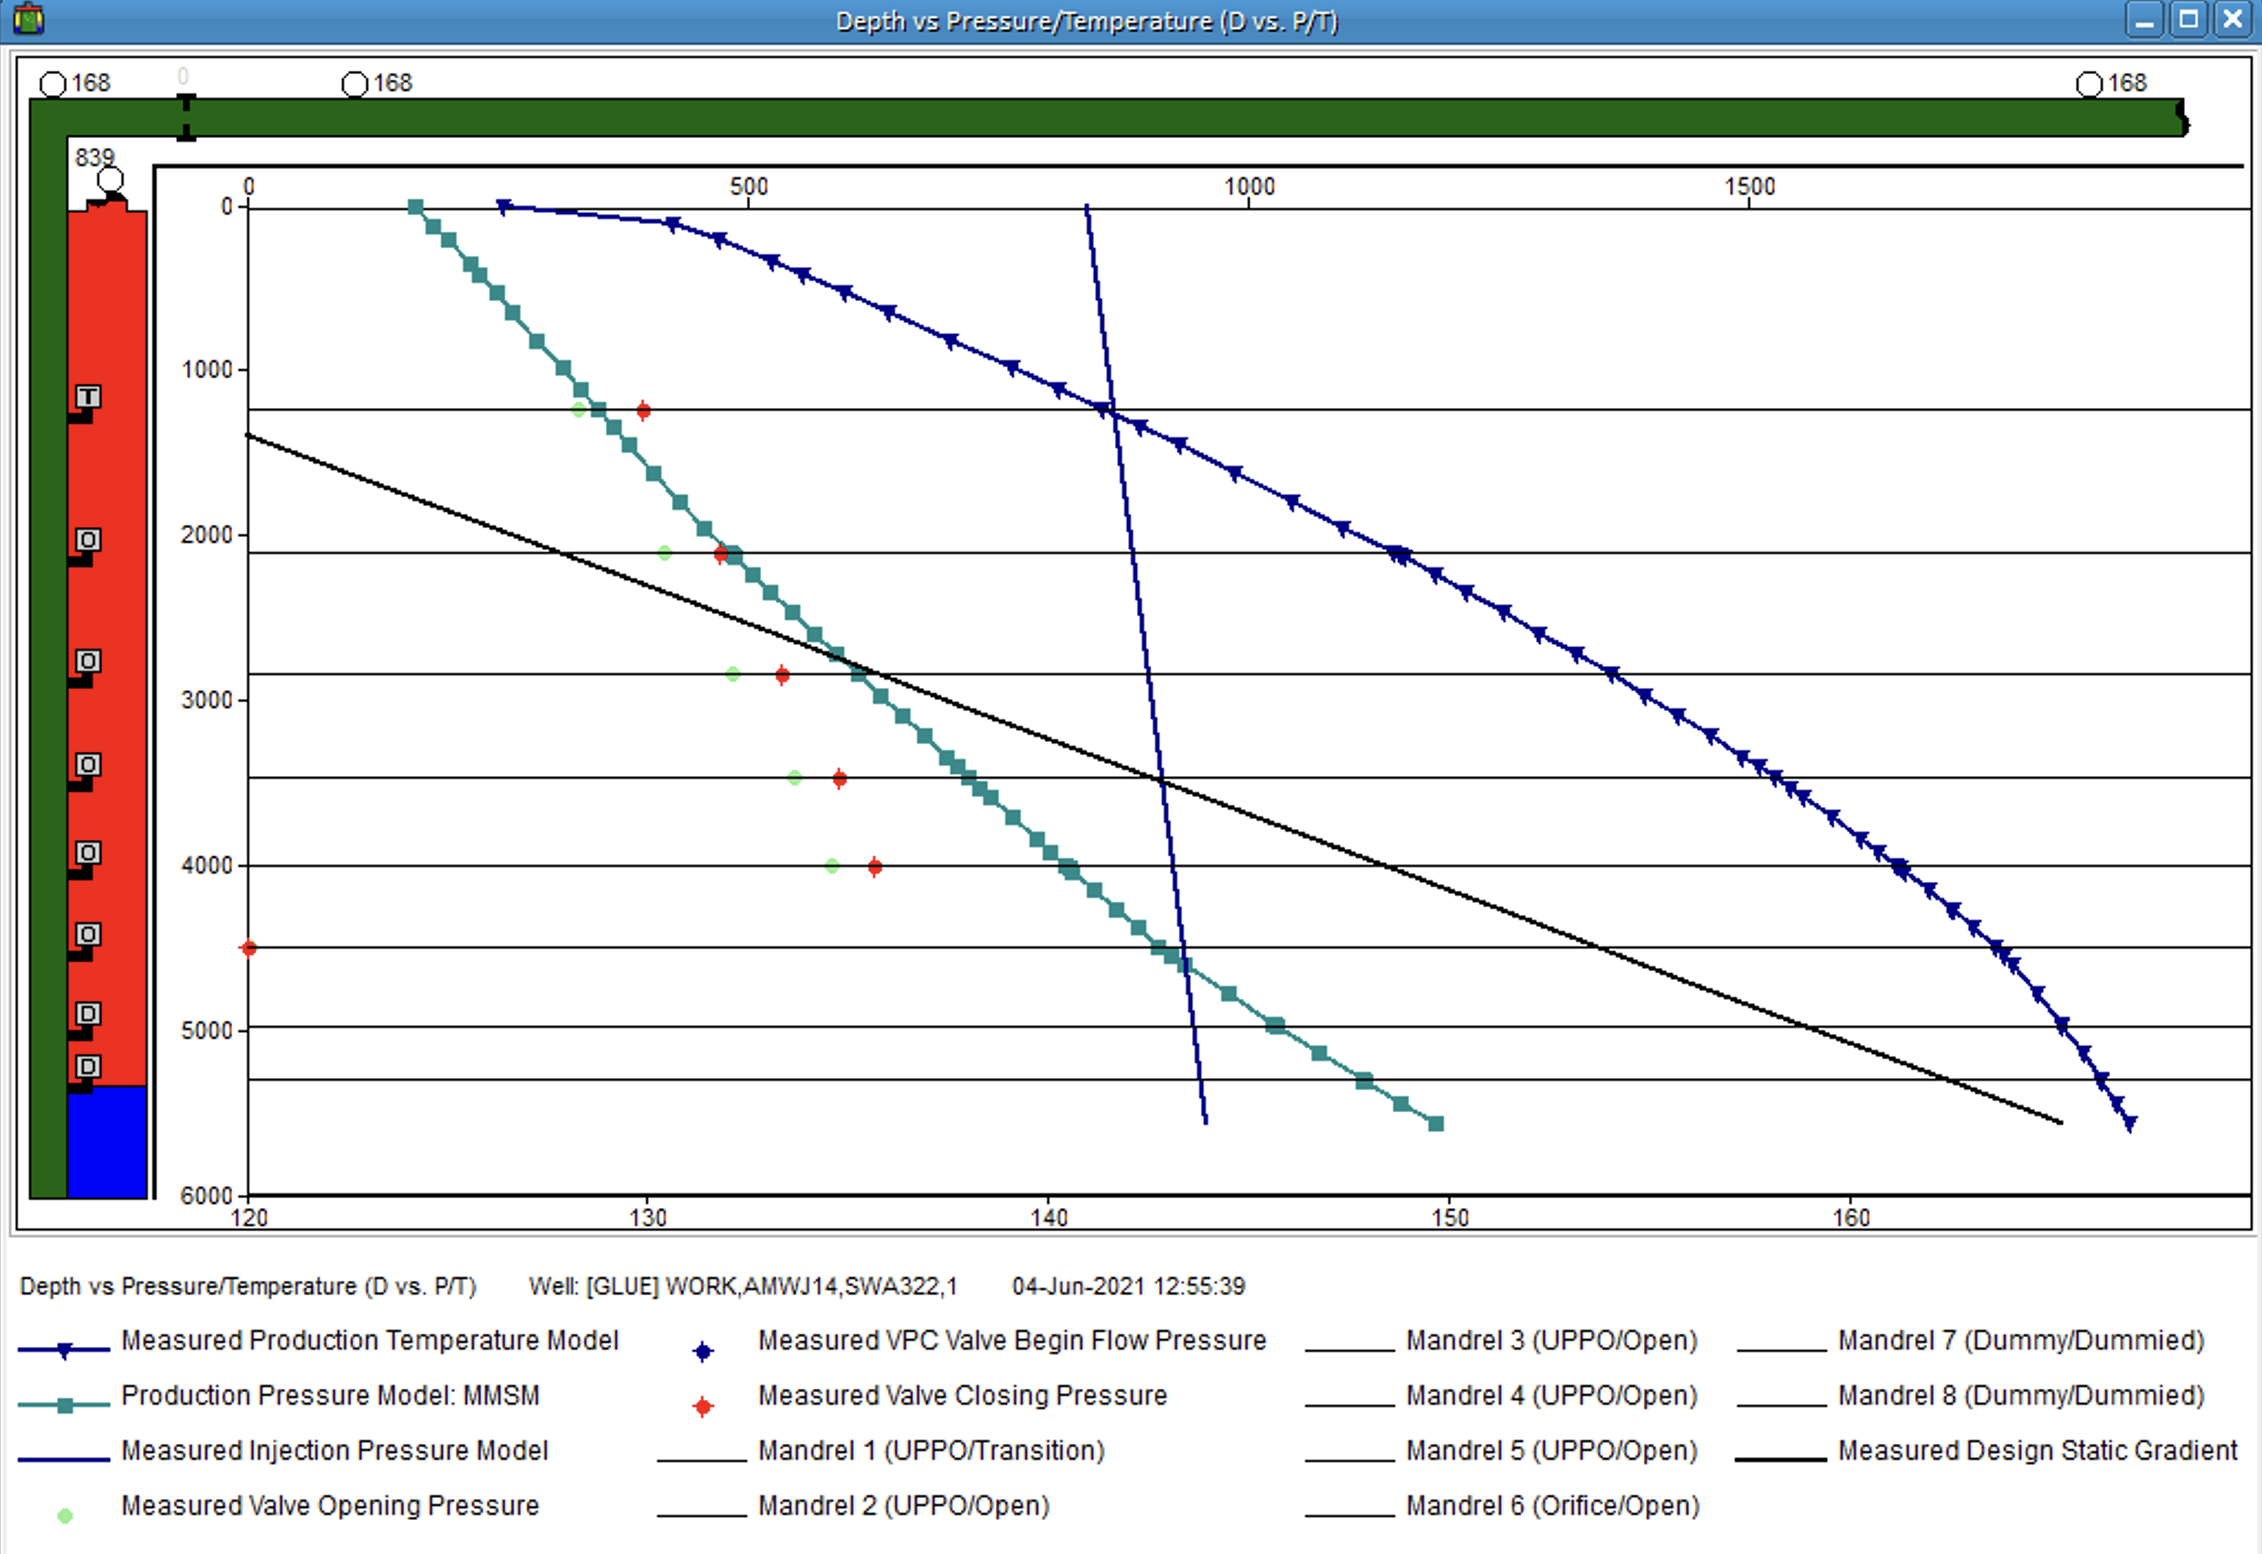 Depth vs Pressure/Temperature (D vs. P/T)
168
0
168
168
839
0 500 1000 1500
0
1000
T
2000
O
O
3000
O
4000
O
O
5000
D
D
6000
120 130 140 150 160
Depth vs Pressure/Temperature (D vs. P/T) Well: [GLUE] WORK,AMWJ14,SWA322,1 04-Jun-2021 12:55:39
Measured Production Temperature Model
Production Pressure Model: MMSM
Measured Injection Pressure Model
Measured Valve Opening Pressure
Measured VPC Valve Begin Flow Pressure
Measured Valve Closing Pressure
Mandrel 1 (UPPO/Transition)
Mandrel 2 (UPPO/Open)
Mandrel 3 (UPPO/Open)
Mandrel 4 (UPPO/Open)
Mandrel 5 (UPPO/Open)
Mandrel 6 (Orifice/Open)
Mandrel 7 (Dummy/Dummied)
Mandrel 8 (Dummy/Dummied)
Measured Design Static Gradient